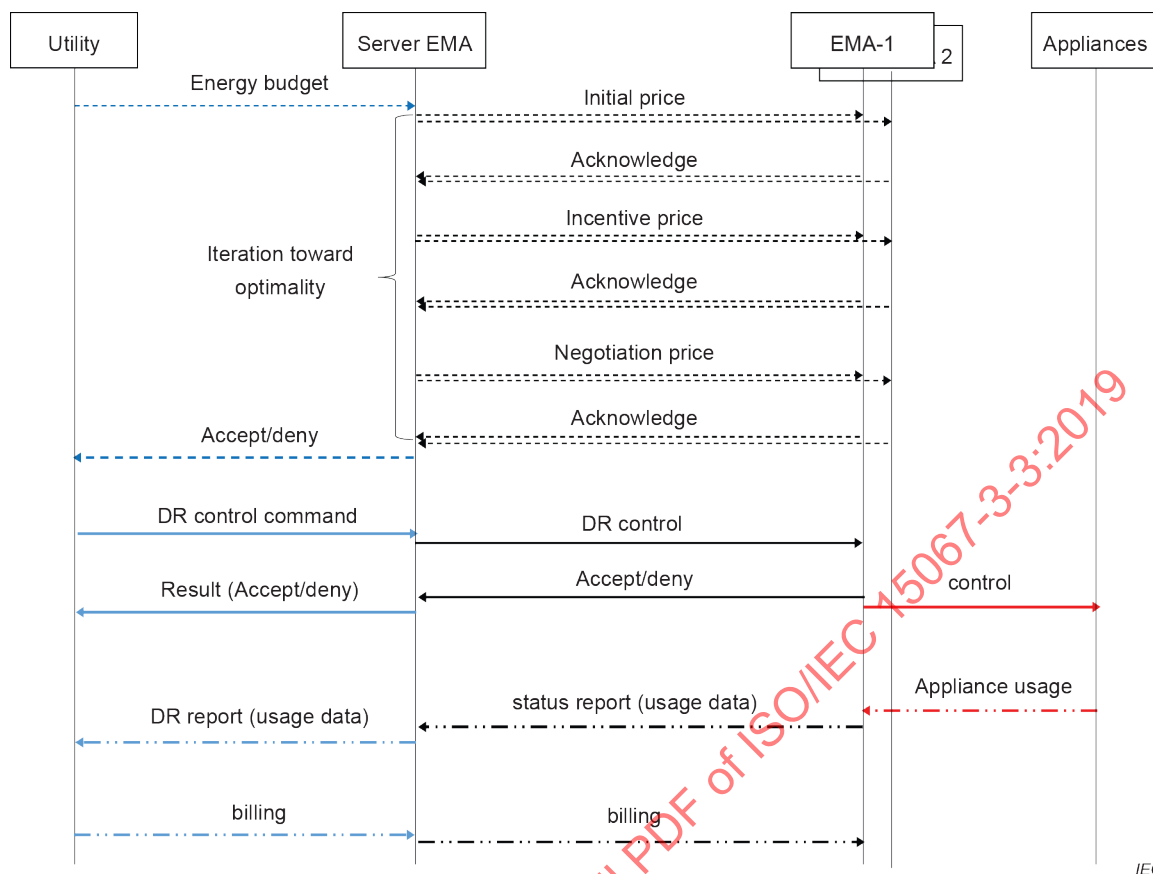 Utility
Server EMA
EMA-1
2
Appliances
Energy budget
Initial price
Acknowledge
Incentive price
Iteration toward
optimality
Acknowledge
Negotiation price
Acknowledge
Accept/deny
DR control command
DR control
Accept/deny
control
Result (Accept/deny)
Appliance usage
status report (usage data)
DR report (usage data)
billing
billing
PDF of ISO/IEC 15067-3-3:2019